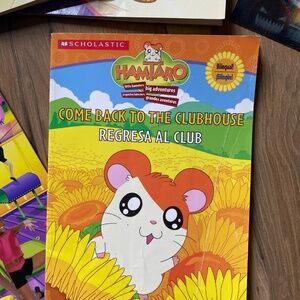 SCHOLASTIC
HAMTARO
little hamsters
big adventures
pequeños hamsters
grandes aventuras
Bilingual!
¡Bilingüe!
COME BACK TO THE CLUBHOUSE
REGRESA AL CLUB